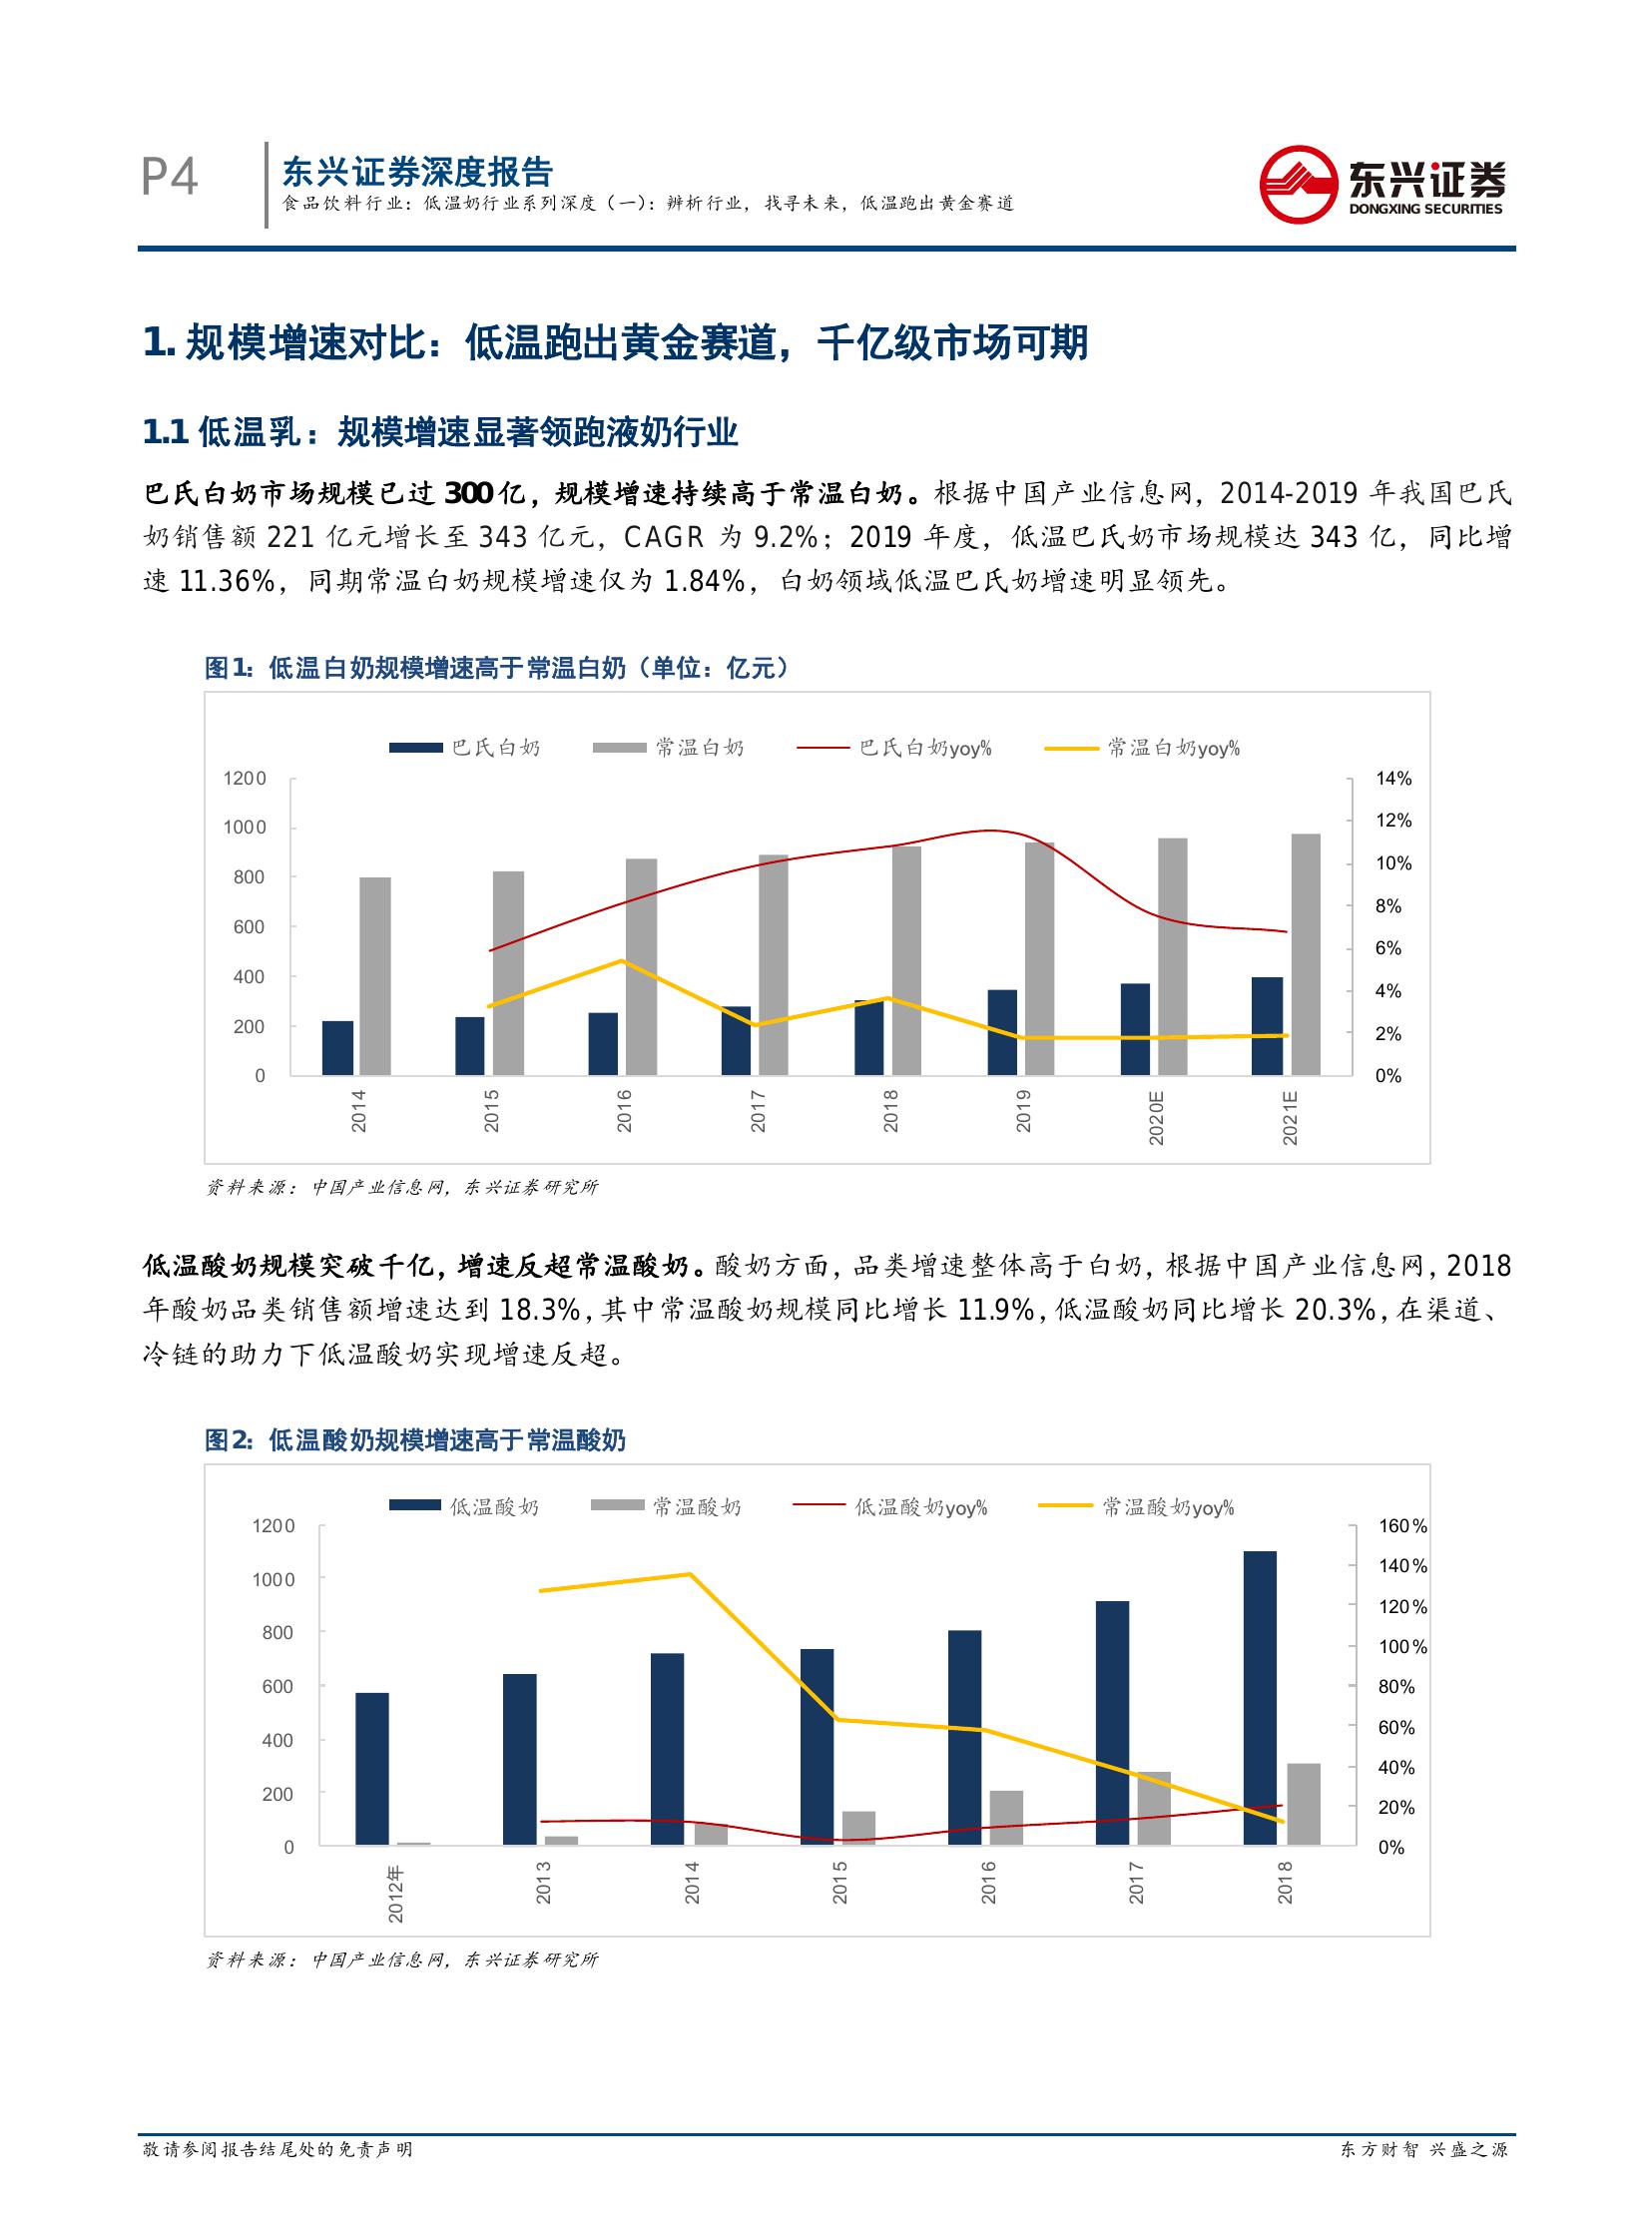 P4
东兴证券深度报告
食品饮料行业：低温奶行业系列深度（一）：辨析行业，找寻未来，低温跑出黄金赛道
东兴证券
DONGXING SECURITIES
1. 规模增速对比：低温跑出黄金赛道，千亿级市场可期
1.1 低温乳：规模增速显著领跑液奶行业
巴氏白奶市场规模已过 300 亿，规模增速持续高于常温白奶。根据中国产业信息网，2014-2019 年我国巴氏
奶销售额 221 亿元增长至 343 亿元，CAGR 为 9.2%；2019 年度，低温巴氏奶市场规模达 343 亿，同比增
速 11.36%，同期常温白奶规模增速仅为 1.84%，白奶领域低温巴氏奶增速明显领先。
图1：低温白奶规模增速高于常温白奶（单位：亿元）
巴氏白奶 常温白奶 巴氏白奶yoy% 常温白奶yoy%
1200 14%
1000 12%
800 10%
600 8%
400 6%
200 4%
0 2%
0%
2014 2015 2016 2017 2018 2019 2020E 2021E
资料来源：中国产业信息网，东兴证券研究所
低温酸奶规模突破千亿，增速反超常温酸奶。酸奶方面，品类增速整体高于白奶，根据中国产业信息网，2018
年酸奶品类销售额增速达到 18.3%，其中常温酸奶规模同比增长 11.9%，低温酸奶同比增长 20.3%，在渠道、
冷链的助力下低温酸奶实现增速反超。
图2：低温酸奶规模增速高于常温酸奶
低温酸奶 常温酸奶 低温酸奶yoy% 常温酸奶yoy%
1200 160%
1000 140%
800 120%
600 100%
400 80%
200 60%
0 40%
20%
0%
2012年 2013 2014 2015 2016 2017 2018
资料来源：中国产业信息网，东兴证券研究所
敬请参阅报告结尾处的免责声明
东方财智 兴盛之源